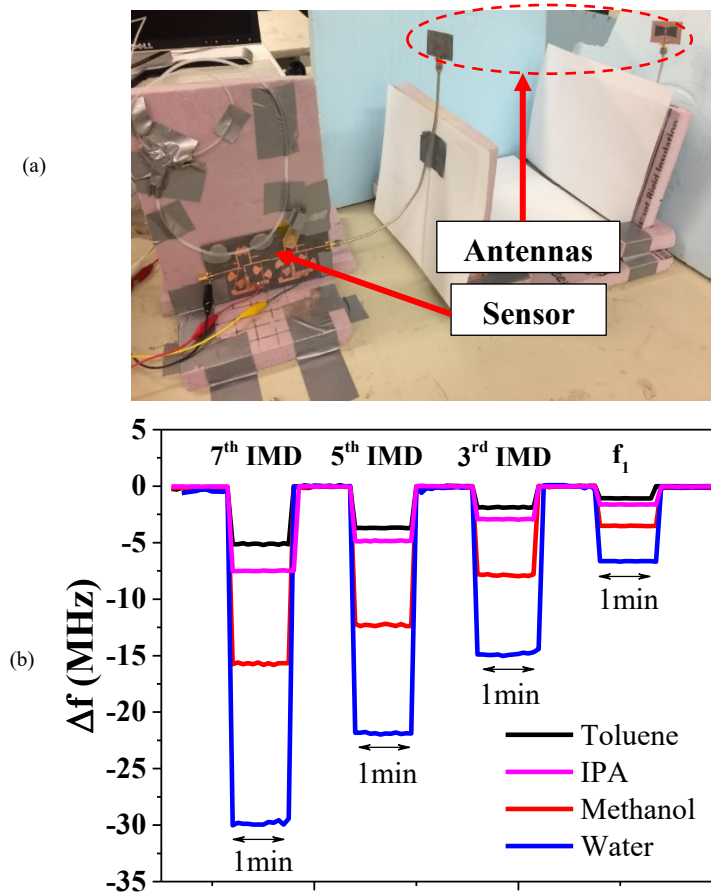 (a)
DELL
Antennas
Sensor
(b)
Δf (MHz)
5
0
-5
-10
-15
-20
-25
-30
-35
7th IMD
5th IMD
3rd IMD
f1
1min
1min
1min
1min
Toluene
IPA
Methanol
Water